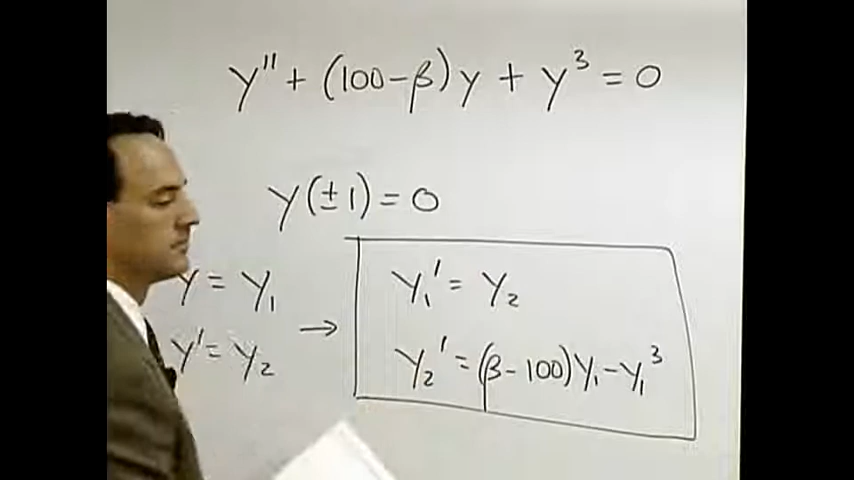 y'' + (100 - β)y + y³ = 0
y(±1) = 0
y = y₁
y' = y₂
→
y₁' = y₂
y₂' = (β - 100)y₁ - y₁³